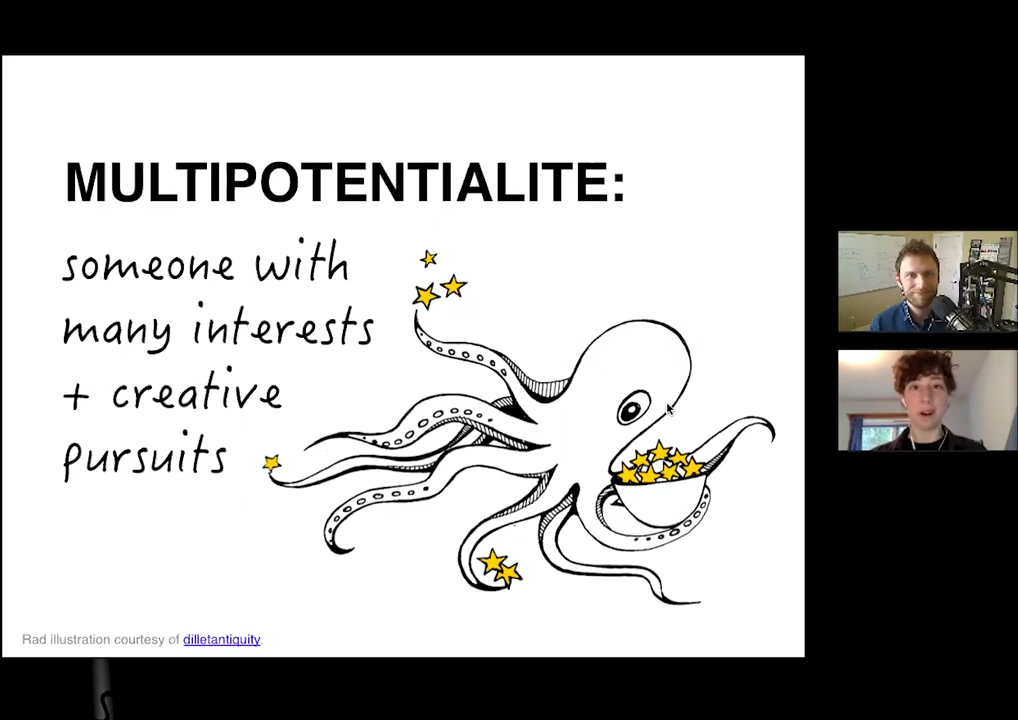 MULTIPOTENTIALITE:
someone with
many interests
+ creative
pursuits
Rad illustration courtesy of dilletantiquity.